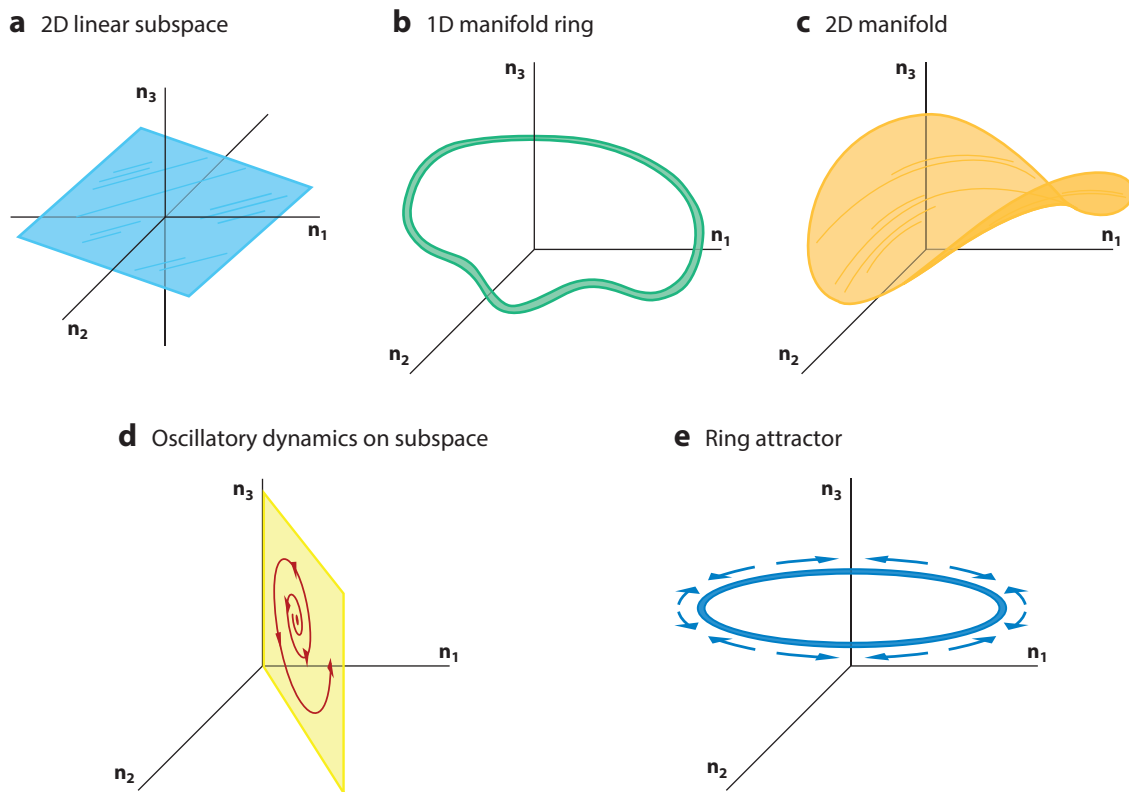 a 2D linear subspace
b 1D manifold ring
c 2D manifold
n₃
n₁
n₂
n₃
n₁
n₂
n₃
n₁
n₂
d Oscillatory dynamics on subspace
e Ring attractor
n₃
n₁
n₂
n₃
n₁
n₂